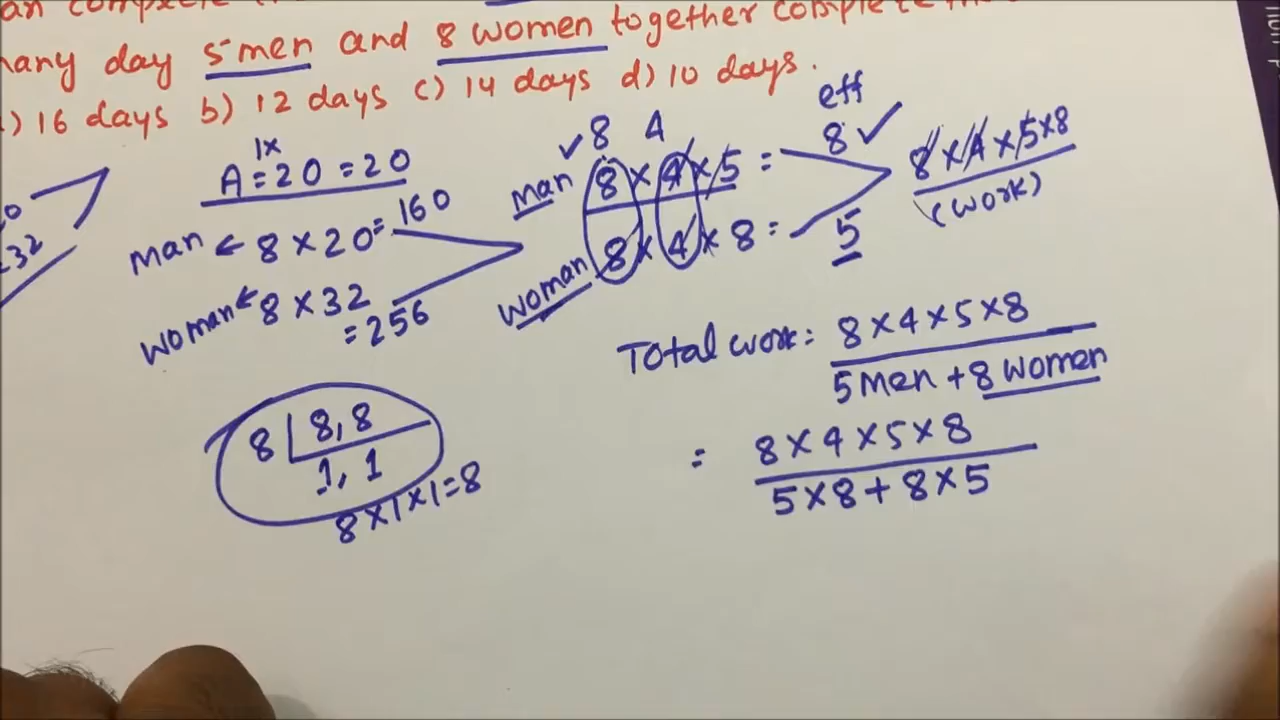 an complete
many day 5 men and 8 women together complete
) 16 days b) 12 days c) 14 days d) 10 days.
1x
A = 20 = 20
man ← 8 × 20 = 160
woman ← 8 × 32
= 256
32
8 | 8, 8
1, 1
8×1×1=8
8 4
man 8 × 4 × 5 =
woman 8 × 4 × 8 =
eff
8 ✓
5
8 × 4 × 5 × 8
(work)
Total work: 8 × 4 × 5 × 8
5 men + 8 women
= 8 × 4 × 5 × 8
5 × 8 + 8 × 5